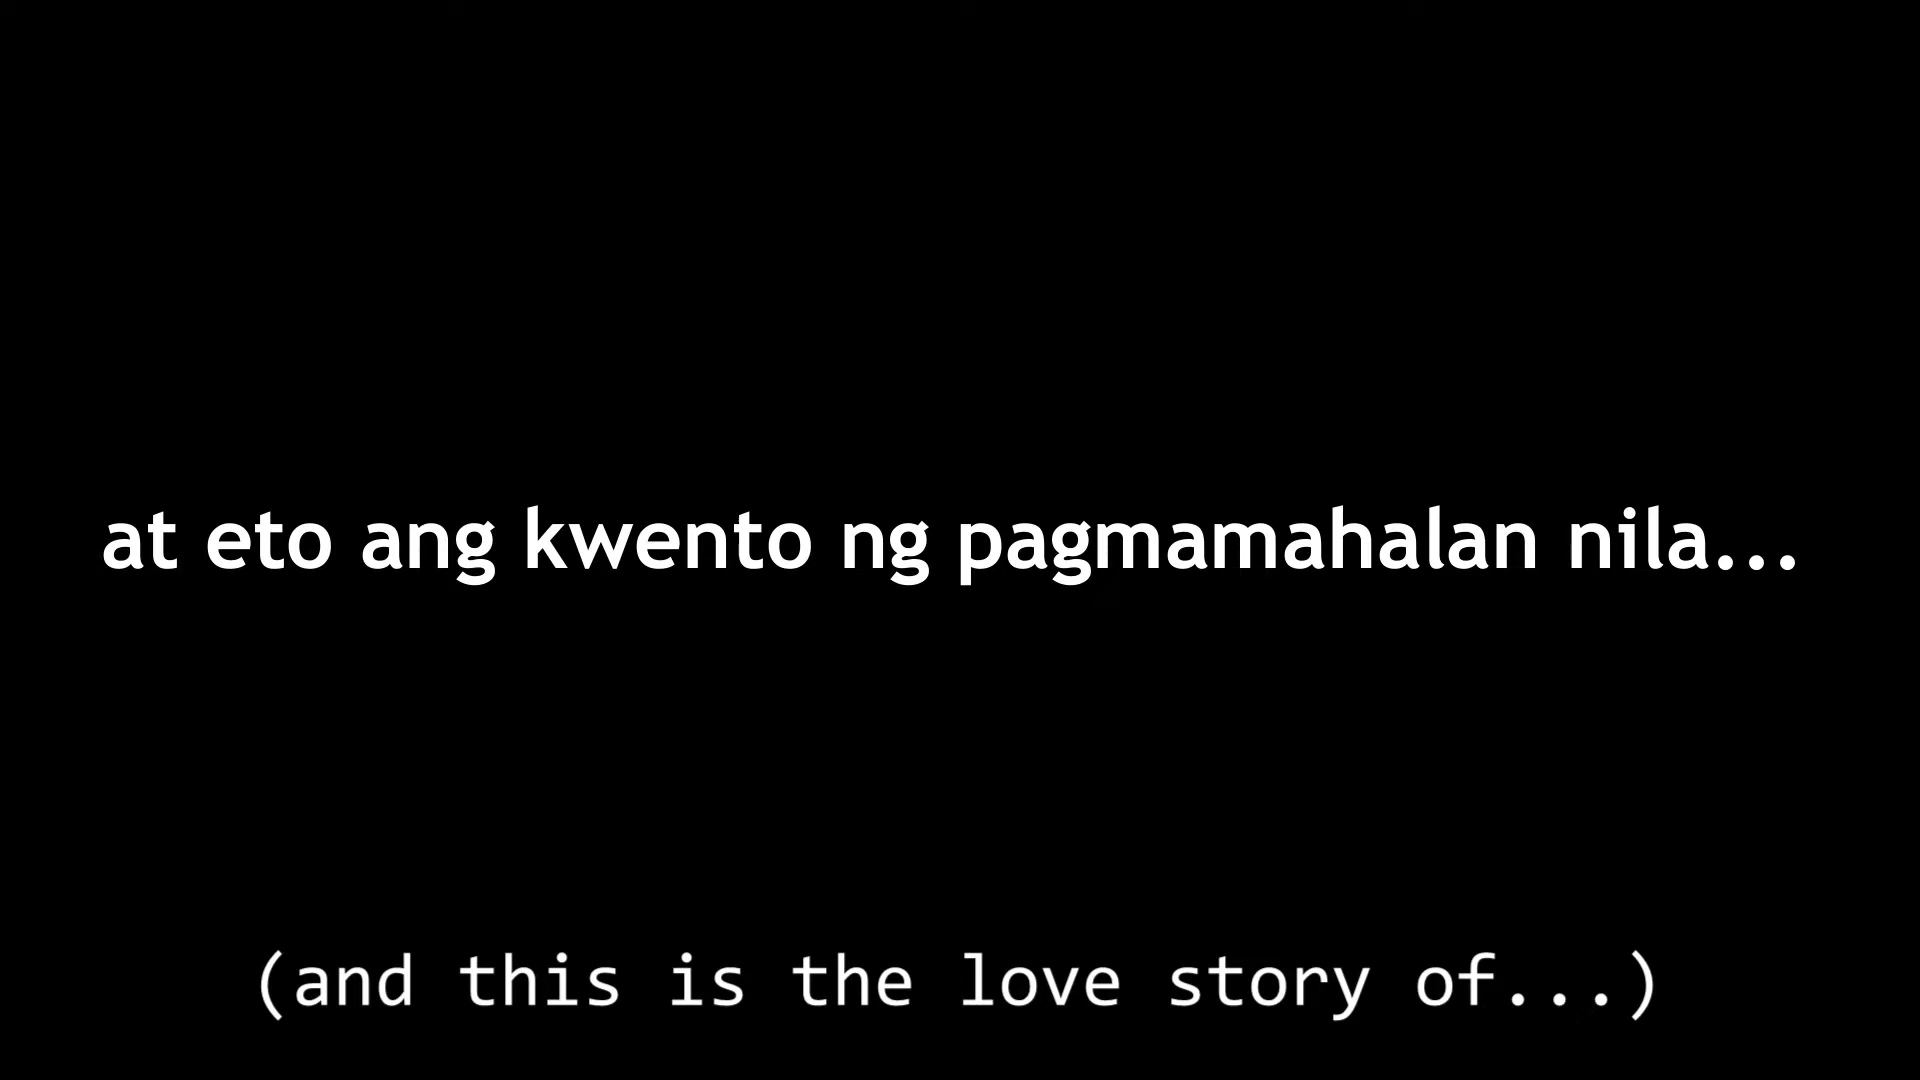 at eto ang kwento ng pagmamahalan nila...
(and this is the love story of...)